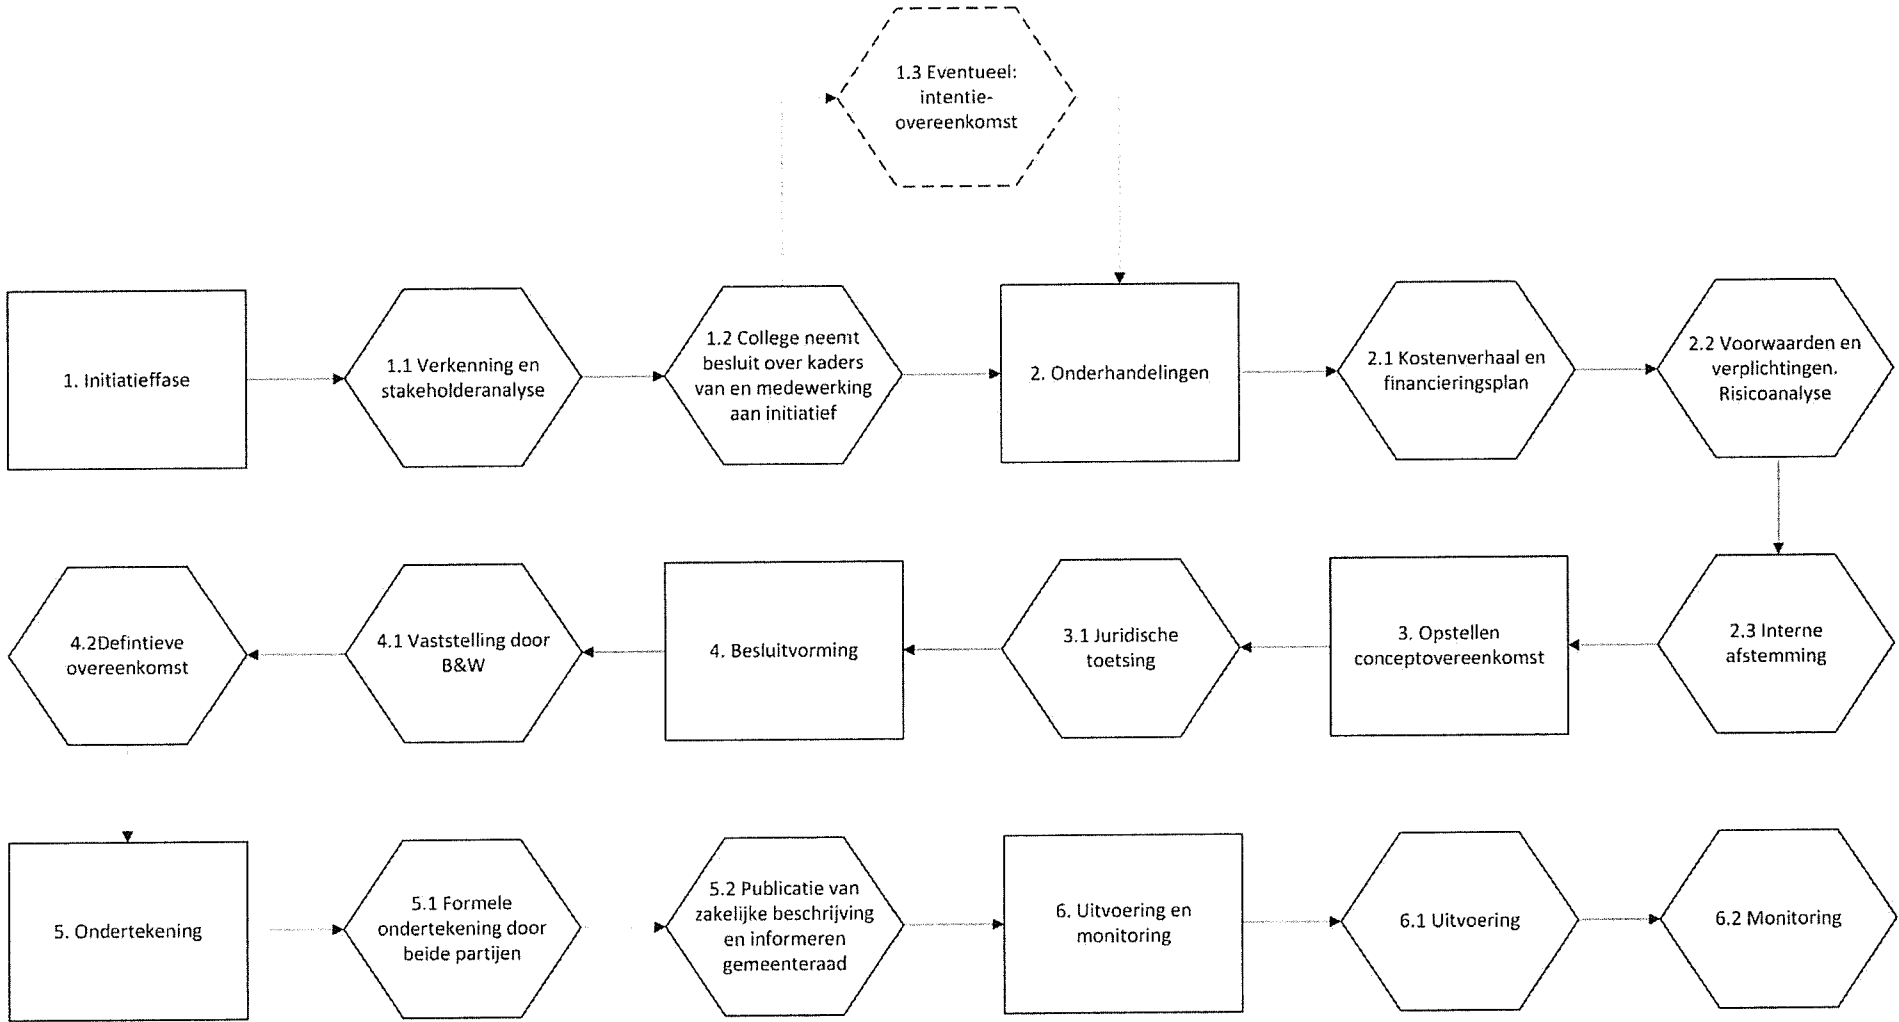 1.3 Eventueel:
intentie-
overeenkomst
1. Initiatieffase
1.1 Verkenning en
stakeholderanalyse
1.2 College neemt
besluit over kaders
van en medewerking
aan initiatief
2. Onderhandelingen
2.1 Kostenverhaal en
financieringsplan
2.2 Voorwaarden en
verplichtingen.
Risicoanalyse
4.2Defintieve
overeenkomst
4.1 Vaststelling door
B&W
4. Besluitvorming
3.1 Juridische
toetsing
3. Opstellen
conceptovereenkomst
2.3 Interne
afstemming
5. Ondertekening
5.1 Formele
ondertekening door
beide partijen
5.2 Publicatie van
zakelijke beschrijving
en informeren
gemeenteraad
6. Uitvoering en
monitoring
6.1 Uitvoering
6.2 Monitoring